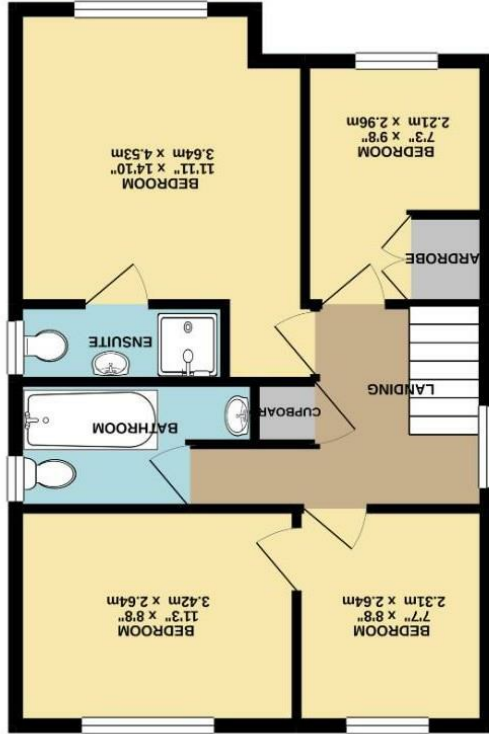 BEDROOM
7'7" x 8'8"
2.31m x 2.64m
BEDROOM
11'3" x 8'8"
3.42m x 2.64m
BATHROOM
CUPBOAR
LANDING
ENSUITE
ARDROBE
BEDROOM
7'3" x 9'8"
2.21m x 2.96m
BEDROOM
11'11" x 14'10"
3.64m x 4.53m